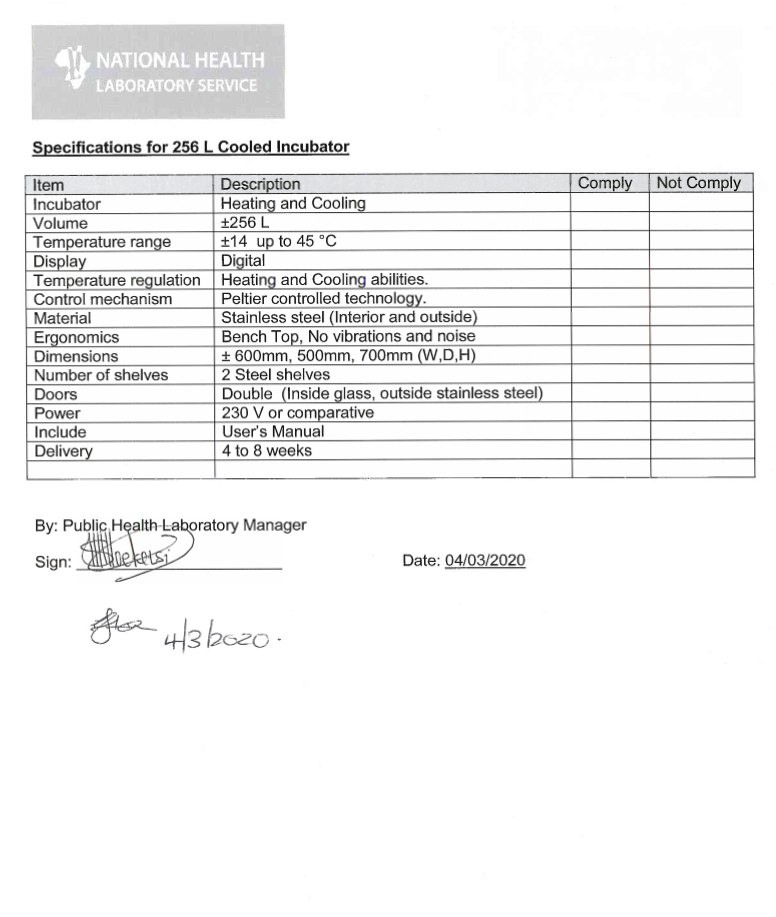 NATIONAL HEALTH
LABORATORY SERVICE
Specifications for 256 L Cooled Incubator
Item Description Comply Not Comply
Incubator Heating and Cooling
Volume ±256 L
Temperature range ±14 up to 45 °C
Display Digital
Temperature regulation Heating and Cooling abilities.
Control mechanism Peltier controlled technology.
Material Stainless steel (Interior and outside)
Ergonomics Bench Top, No vibrations and noise
Dimensions ± 600mm, 500mm, 700mm (W,D,H)
Number of shelves 2 Steel shelves
Doors Double (Inside glass, outside stainless steel)
Power 230 V or comparative
Include User's Manual
Delivery 4 to 8 weeks
By: Public Health Laboratory Manager
Sign: Date: 04/03/2020
4/3/2020.